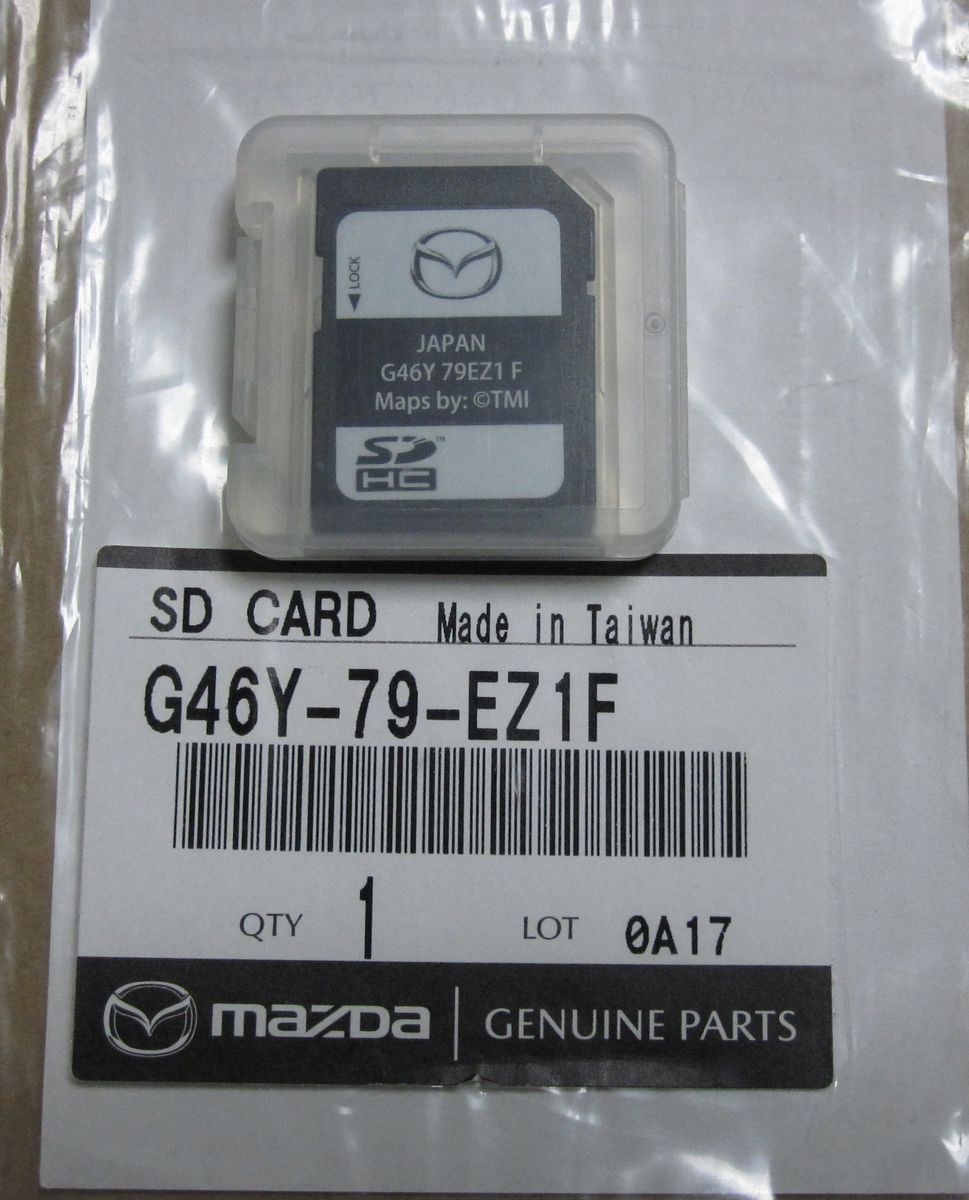 LOCK
JAPAN
G46Y 79EZ1 F
Maps by: ©TMI
SD™
HC
SD CARD Made in Taiwan
G46Y-79-EZ1F
QTY 1 LOT 0A17
mazda GENUINE PARTS